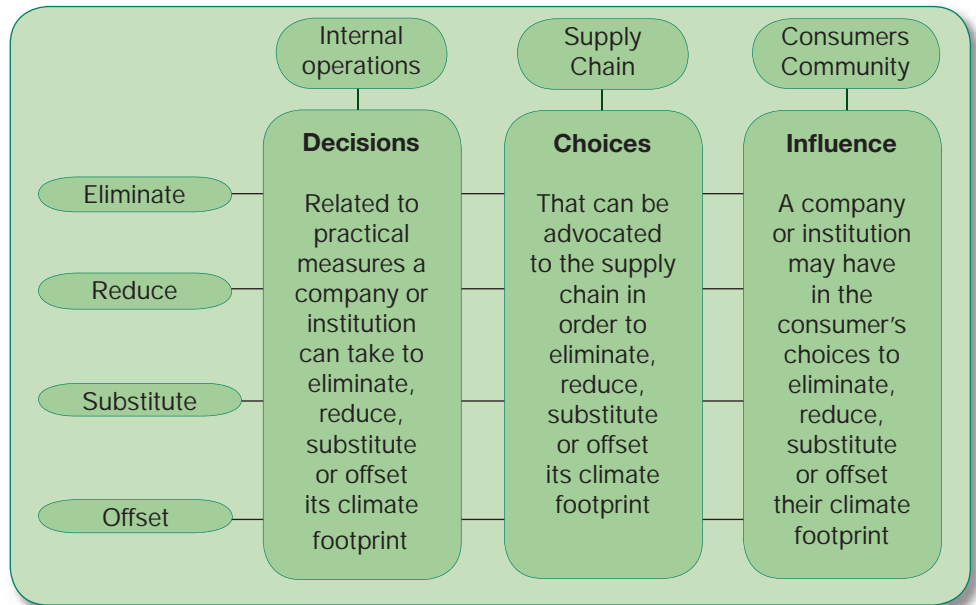 Internal
operations
Supply
Chain
Consumers
Community
Eliminate
Reduce
Substitute
Offset
Decisions
Related to
practical
measures a
company or
institution
can take to
eliminate,
reduce,
substitute
or offset
its climate
footprint
Choices
That can be
advocated
to the supply
chain in
order to
eliminate,
reduce,
substitute
or offset
its climate
footprint
Influence
A company
or institution
may have
in the
consumer's
choices to
eliminate,
reduce,
substitute
or offset
their climate
footprint